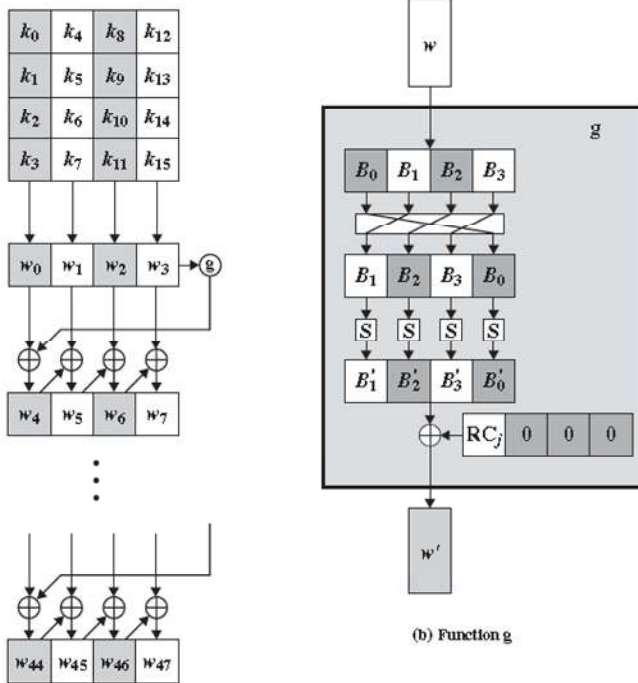 k0 k4 k8 k12
k1 k5 k9 k13
k2 k6 k10 k14
k3 k7 k11 k15
w0 w1 w2 w3 g
w4 w5 w6 w7
w44 w45 w46 w47
w
g
B0 B1 B2 B3
B1 B2 B3 B0
S S S S
B'1 B'2 B'3 B'0
RCj 0 0 0
w'
(b) Function g